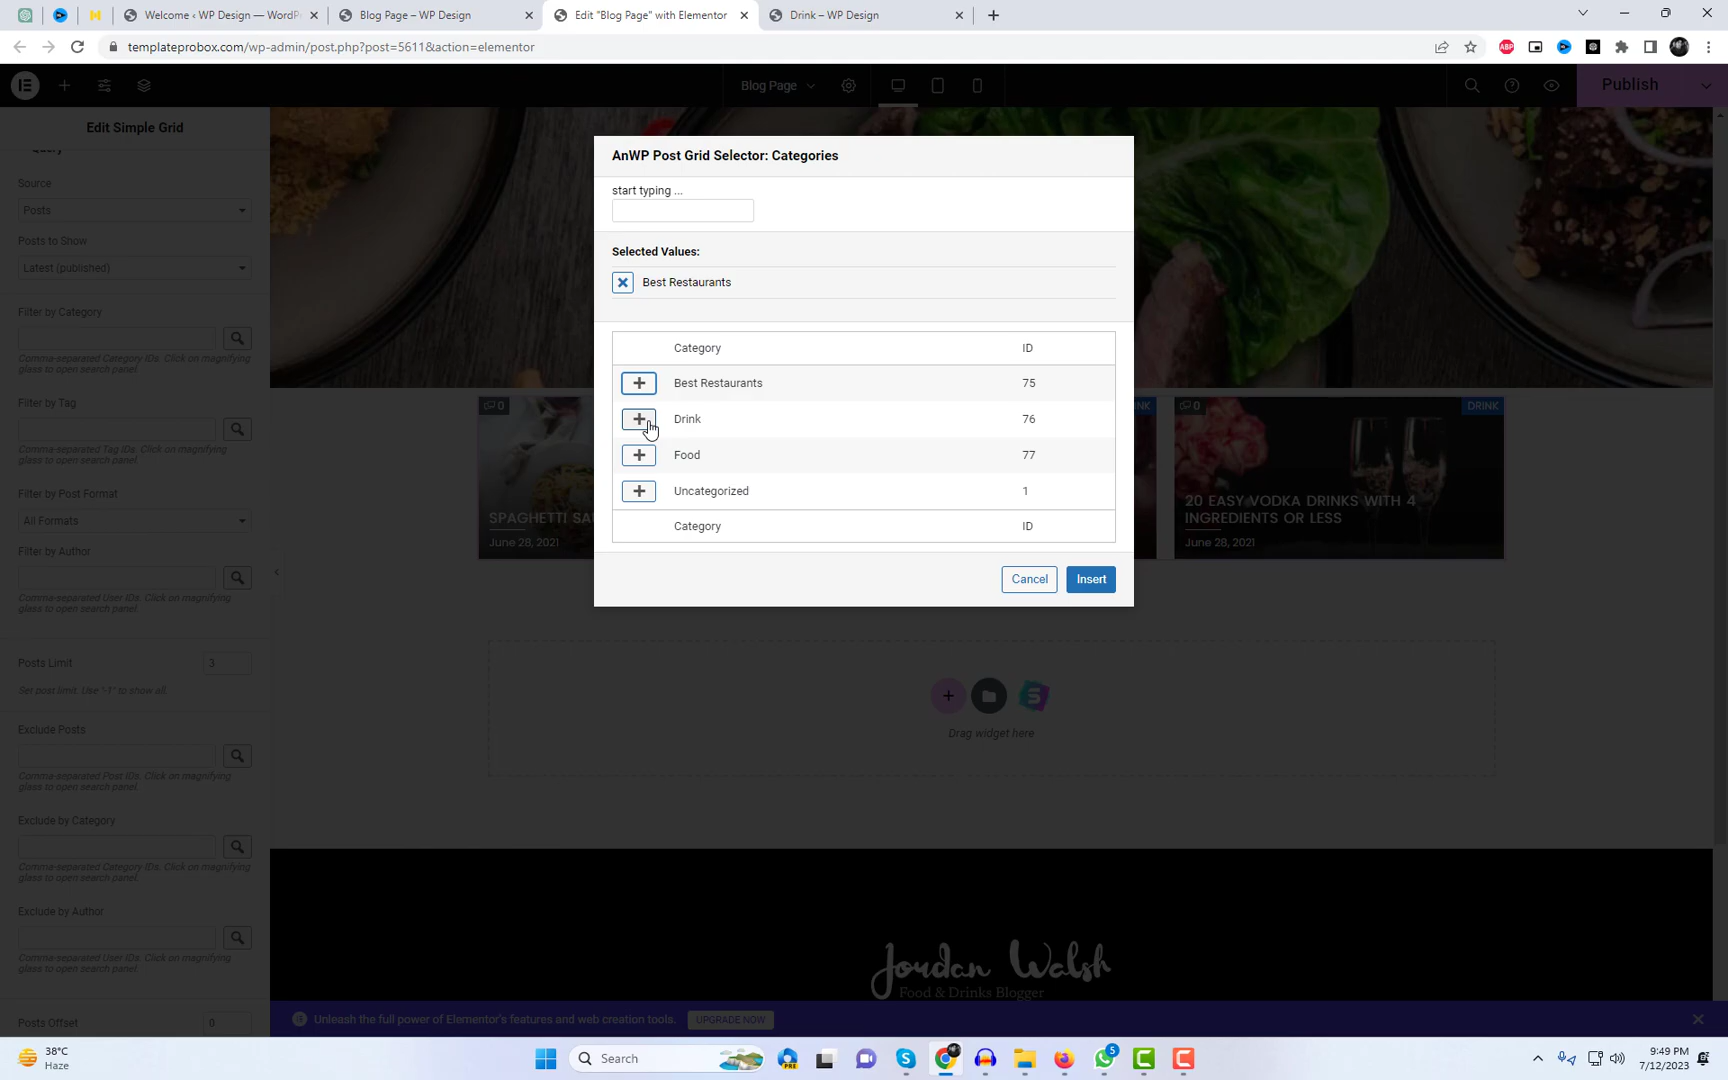 Welcome ‹ WP Design — WordPr
Blog Page – WP Design
Edit "Blog Page" with Elementor
Drink – WP Design
templateprobox.com/wp-admin/post.php?post=5611&action=elementor
ABP
Blog Page
Publish
Edit Simple Grid
Query
Source
Posts
Posts to Show
Latest (published)
Filter by Category
Comma-separated Category IDs. Click on magnifying
glass to open search panel.
Filter by Tag
Comma-separated Tag IDs. Click on magnifying
glass to open search panel.
Filter by Post Format
All Formats
Filter by Author
Comma-separated User IDs. Click on magnifying
glass to open search panel.
Posts Limit
3
Set post limit. Use "-1" to show all.
Exclude Posts
Comma-separated Post IDs. Click on magnifying
glass to open search panel.
Exclude by Category
Comma-separated Category IDs. Click on magnifying
glass to open search panel.
Exclude by Author
Comma-separated User IDs. Click on magnifying
glass to open search panel.
Posts Offset
0
AnWP Post Grid Selector: Categories
start typing ...
Selected Values:
Best Restaurants
Category ID
Best Restaurants 75
Drink 76
Food 77
Uncategorized 1
Category ID
Cancel
Insert
0
SPAGHETTI SA
June 28, 2021
INK
0
DRINK
20 EASY VODKA DRINKS WITH 4
INGREDIENTS OR LESS
June 28, 2021
Drag widget here
Jordan Walsh
Food & Drinks Blogger
Unleash the full power of Elementor's features and web creation tools.
UPGRADE NOW
38°C
Haze
Search
PRE
5
9:49 PM
7/12/2023